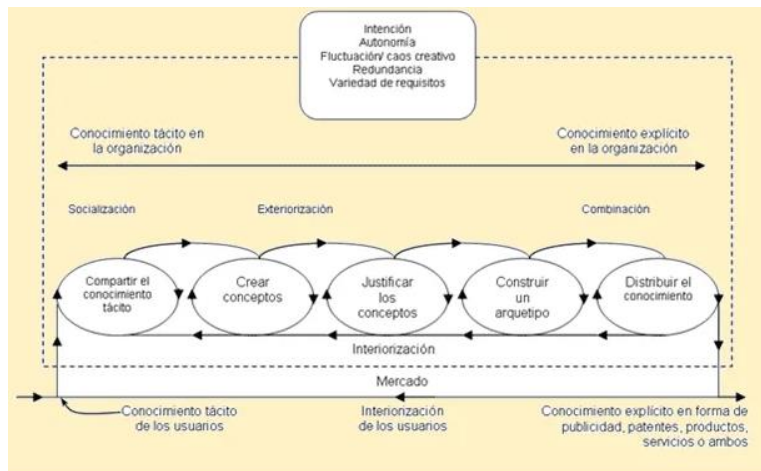 Intención
Autonomía
Fluctuación/ caos creativo
Redundancia
Variedad de requisitos
Conocimiento tácito en
la organización
Conocimiento explícito
en la organización
Socialización
Exteriorización
Combinación
Compartir el
conocimiento
tácito
Crear
conceptos
Justificar
los
conceptos
Construir
un
arquetipo
Distribuir el
conocimiento
Interiorización
Mercado
Conocimiento tácito
de los usuarios
Interiorización
de los usuarios
Conocimiento explícito en forma de
publicidad, patentes, productos,
servicios ó ambos